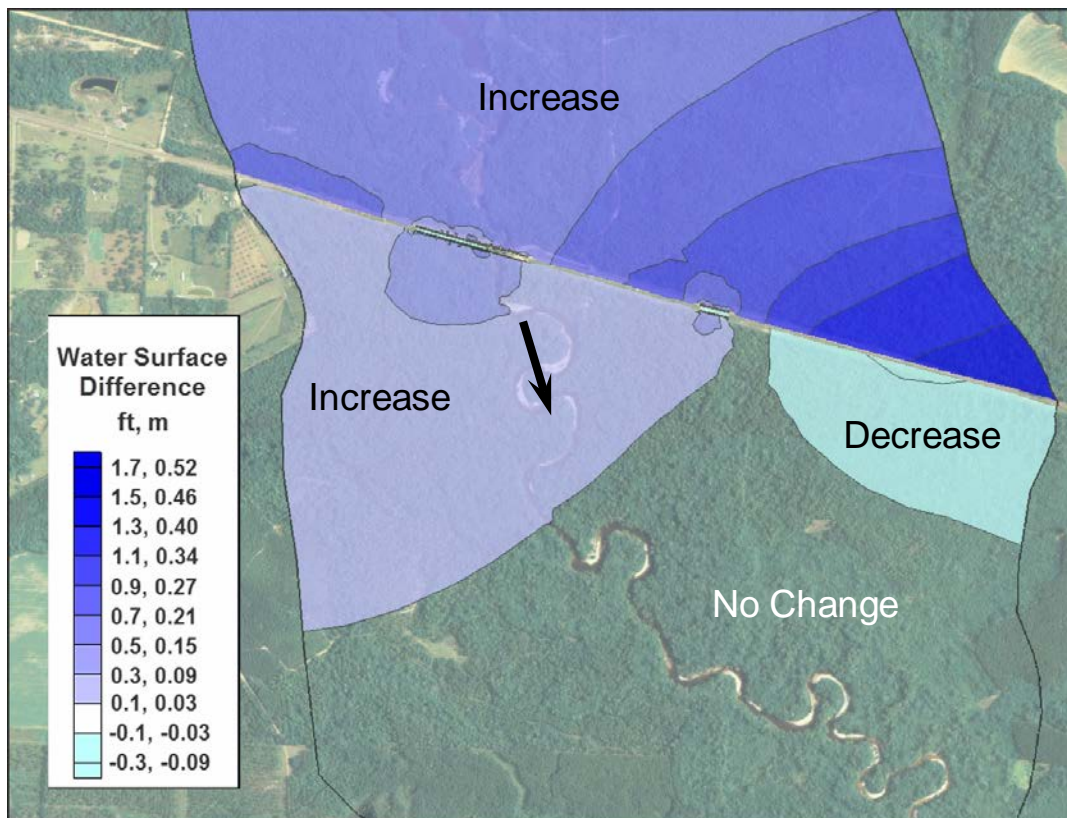 Increase
Increase
Decrease
No Change
Water Surface
Difference
ft, m
1.7, 0.52
1.5, 0.46
1.3, 0.40
1.1, 0.34
0.9, 0.27
0.7, 0.21
0.5, 0.15
0.3, 0.09
0.1, 0.03
-0.1, -0.03
-0.3, -0.09